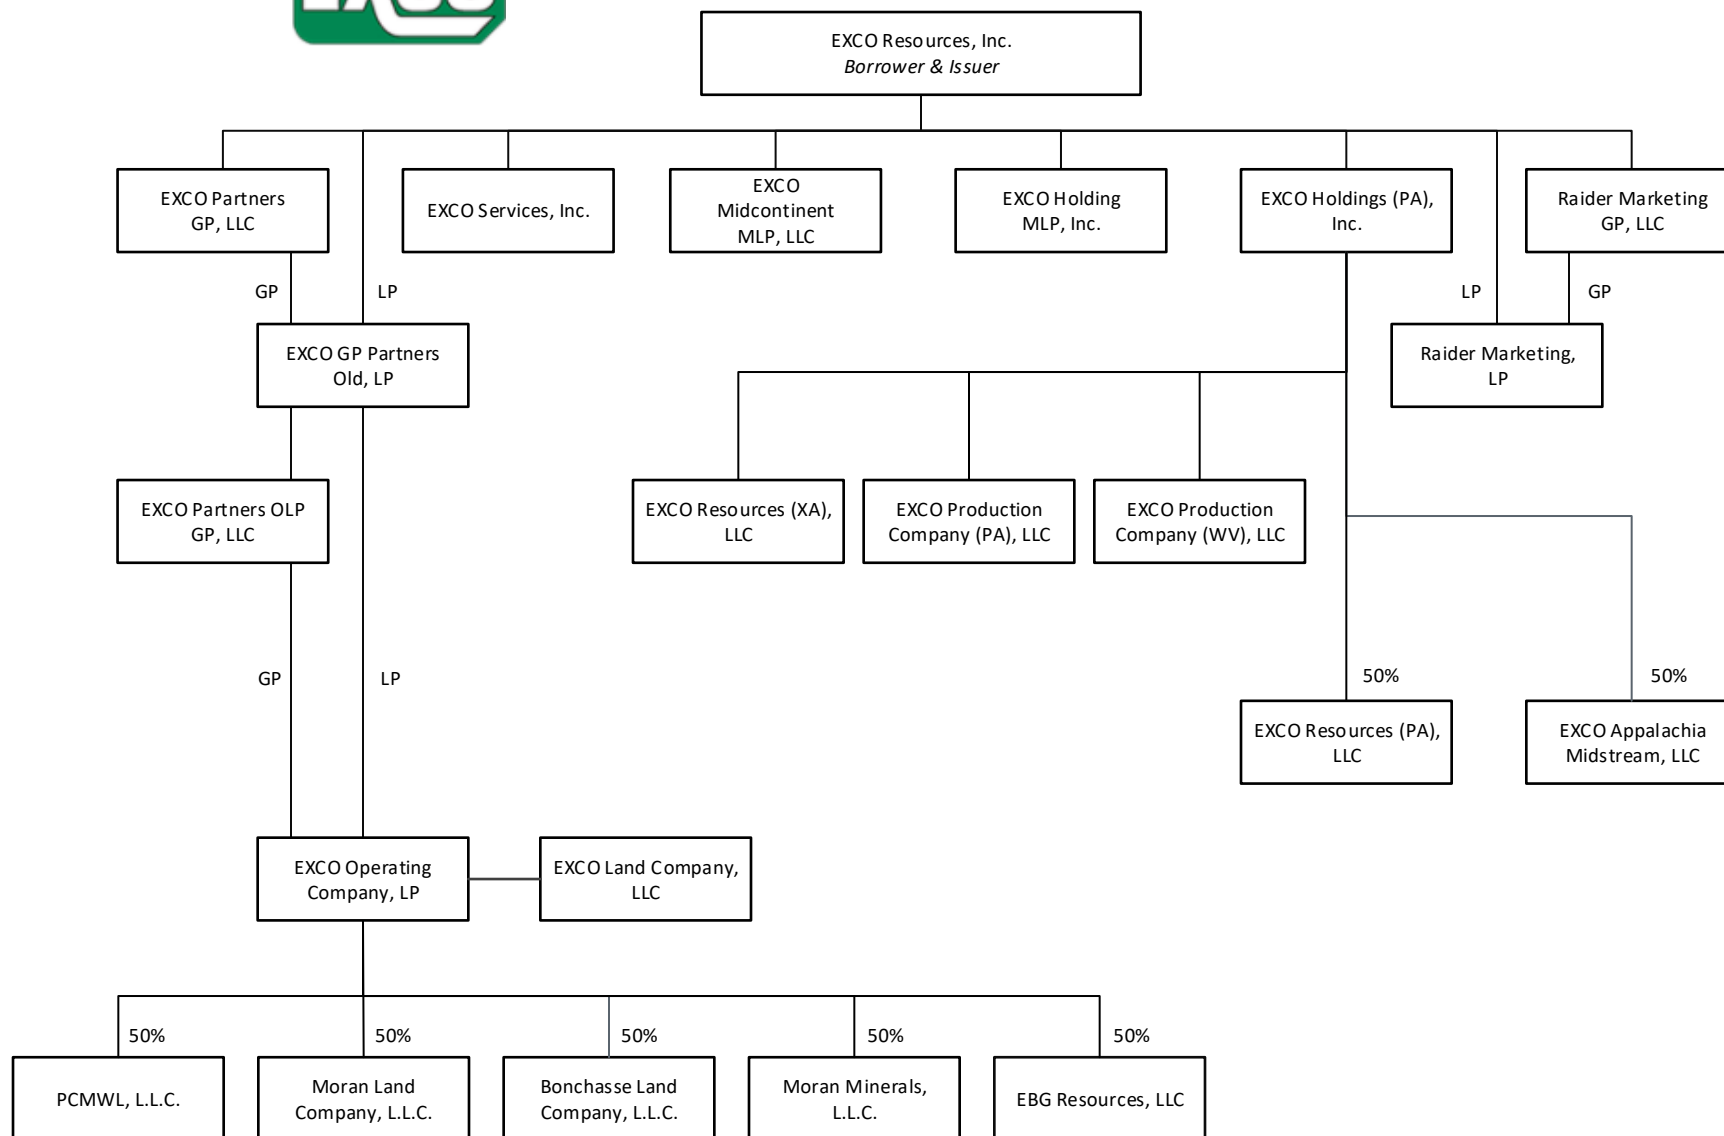 EXCO
EXCO Resources, Inc.
Borrower & Issuer
EXCO Partners
GP, LLC
EXCO Services, Inc.
EXCO
Midcontinent
MLP, LLC
EXCO Holding
MLP, Inc.
EXCO Holdings (PA),
Inc.
Raider Marketing
GP, LLC
GP
LP
LP
GP
EXCO GP Partners
Old, LP
Raider Marketing,
LP
EXCO Partners OLP
GP, LLC
EXCO Resources (XA),
LLC
EXCO Production
Company (PA), LLC
EXCO Production
Company (WV), LLC
GP
LP
50%
50%
EXCO Resources (PA),
LLC
EXCO Appalachia
Midstream, LLC
EXCO Operating
Company, LP
EXCO Land Company,
LLC
50%
50%
50%
50%
50%
PCMWL, L.L.C.
Moran Land
Company, L.L.C.
Bonchasse Land
Company, L.L.C.
Moran Minerals,
L.L.C.
EBG Resources, LLC